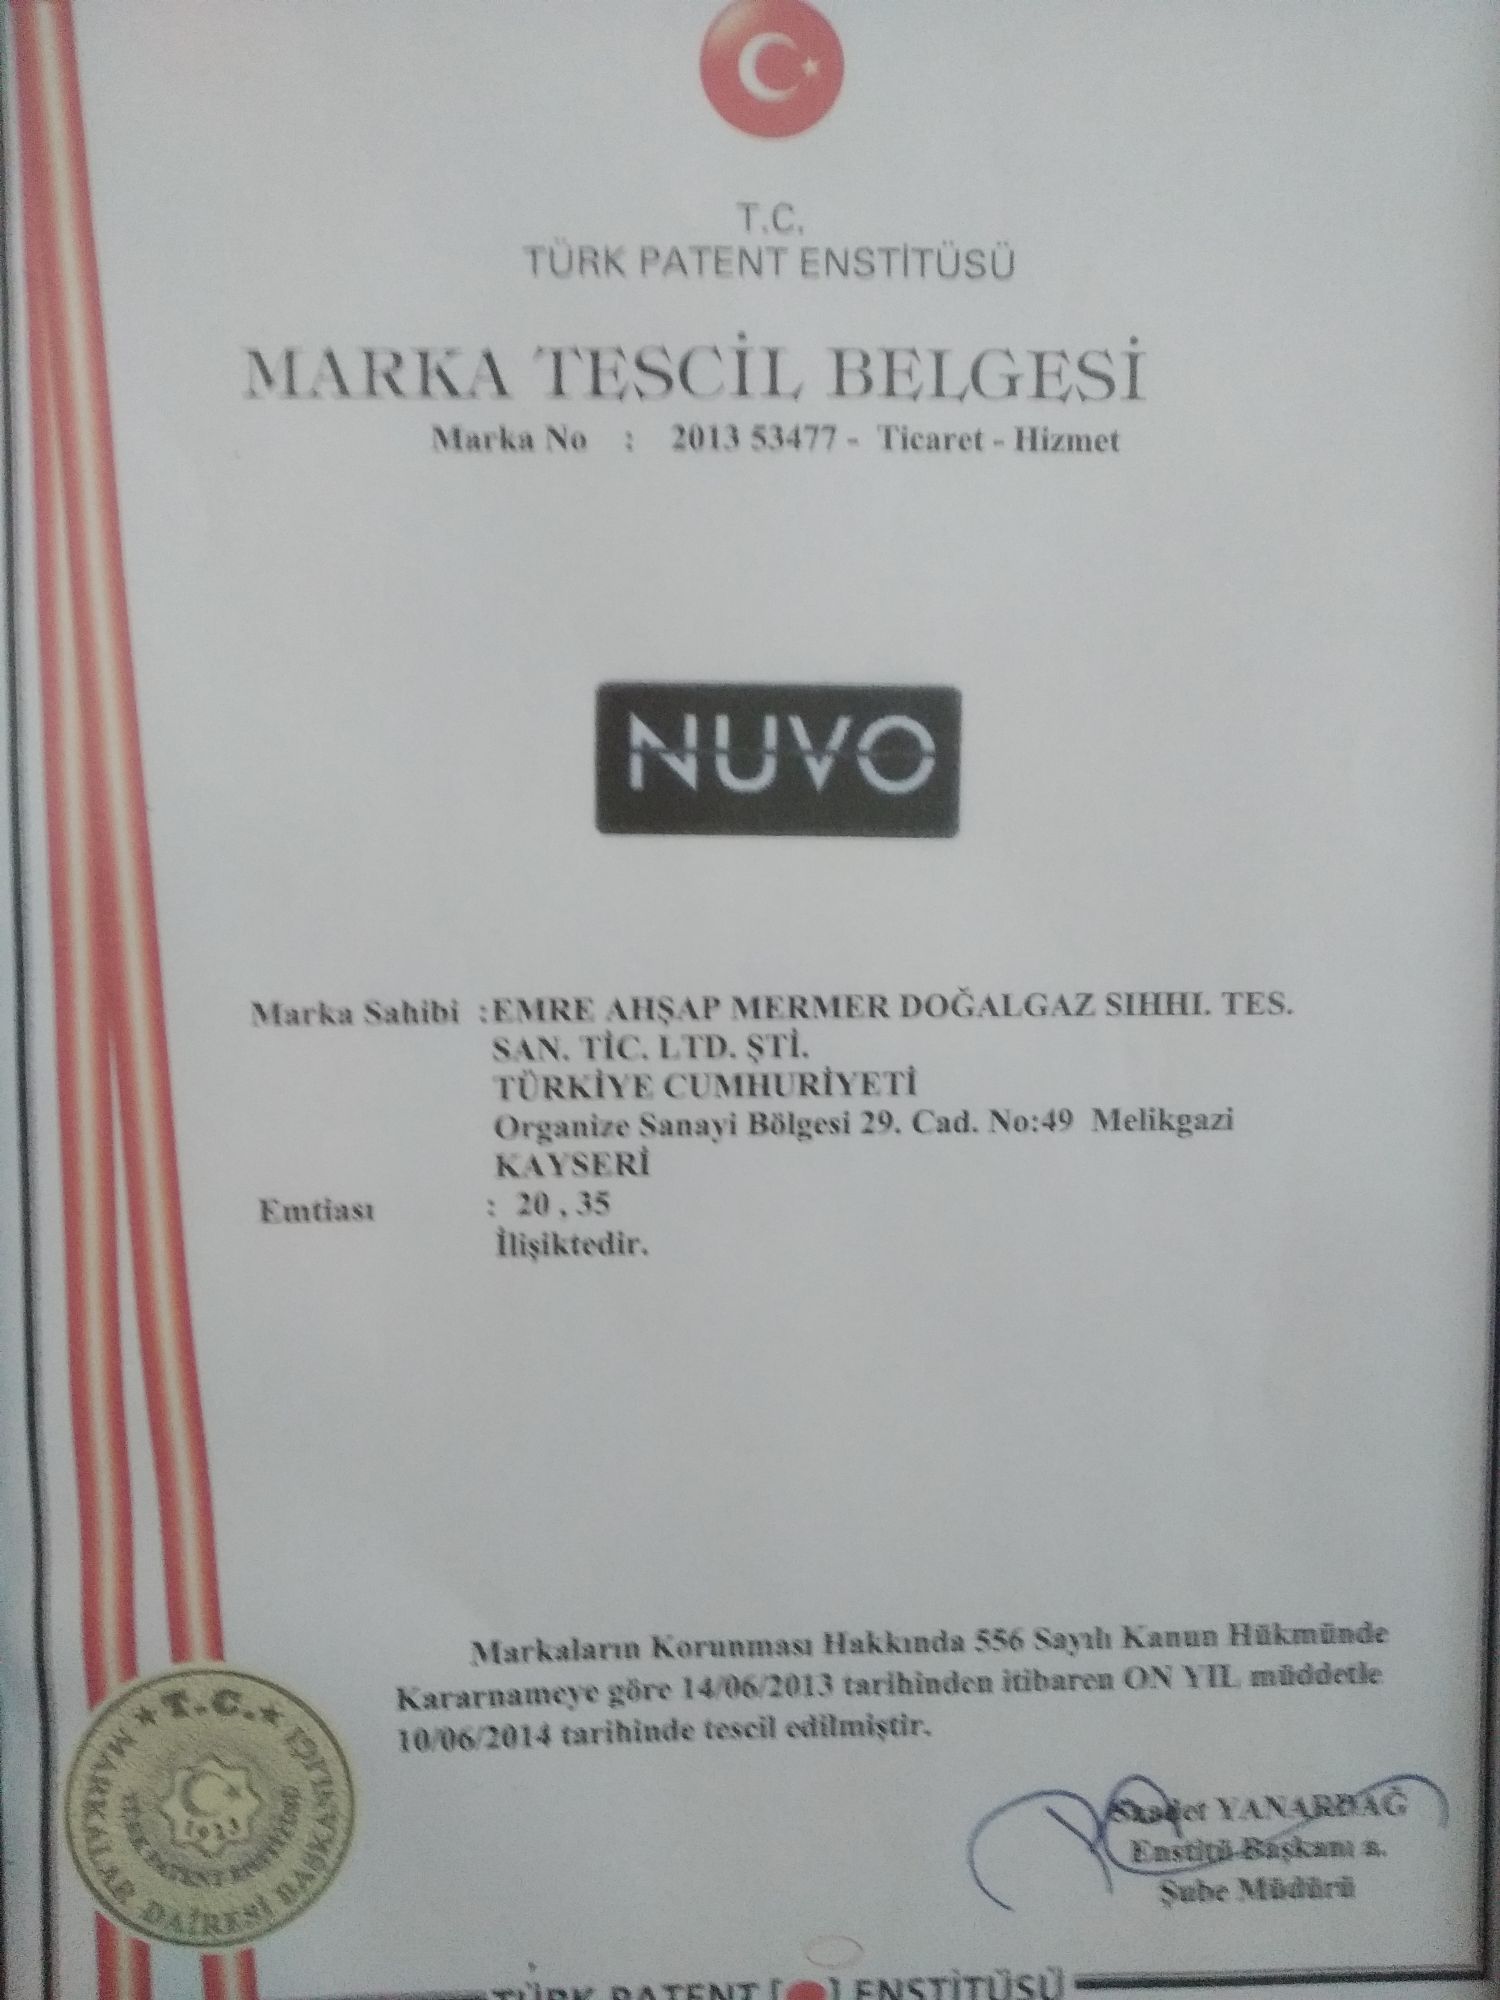 T.C.
TÜRK PATENT ENSTİTÜSÜ
MARKA TESCİL BELGESİ
Marka No : 2013 53477 - Ticaret - Hizmet
NUVO
Marka Sahibi :EMRE AHŞAP MERMER DOĞALGAZ SIHHI. TES.
SAN. TİC. LTD. ŞTİ.
TÜRKİYE CUMHURİYETİ
Organize Sanayi Bölgesi 29. Cad. No:49 Melikgazi
KAYSERİ
Emtiası : 20 , 35
İlişiktedir.
Markaların Korunması Hakkında 556 Sayılı Kanun Hükmünde
Kararnameye göre 14/06/2013 tarihinden itibaren ON YIL müddetle
10/06/2014 tarihinde tescil edilmiştir.
Saadet YANARDAĞ
Enstitü Başkanı a.
Şube Müdürü
★ T.C. ★
MARKALAR DAİRESİ BAŞKANLIĞI
TÜRK PATENT ENSTİTÜSÜ
TÜRK PATENT [ ] ENSTİTÜSÜ